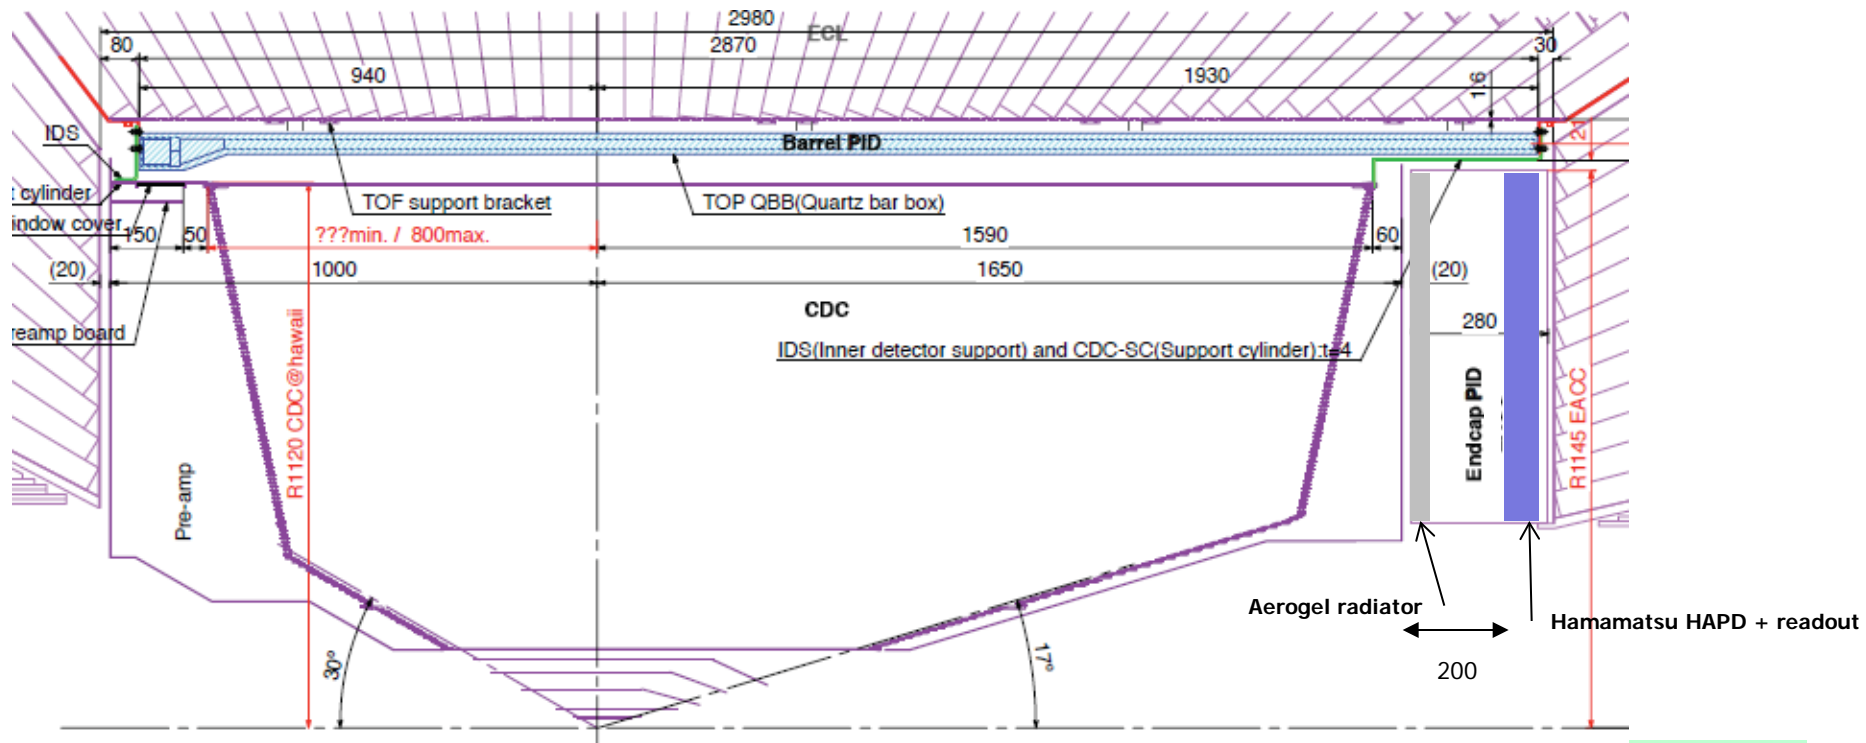 2980
ECL
80
2870
30
940
1930
1.6
IDS
Barrel PID
21
t cylinder
TOF support bracket
TOP QBB(Quartz bar box)
indow cover
150
50
???min. / 800max.
1590
60
(20)
1000
1650
(20)
CDC
280
reamp board
IDS(Inner detector support) and CDC-SC(Support cylinder):t=4
R1120 CDC@hawaii
Endcap PID
R1145 EACC
Pre-amp
Aerogel radiator
Hamamatsu HAPD + readout
30°
17°
200